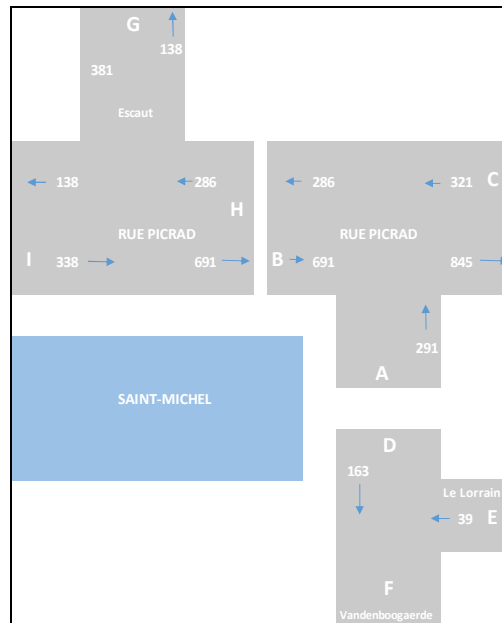 G
138
381
Escaut
138
286
H
RUE PICRAD
I
338
691
286
321
C
RUE PICRAD
B
691
845
291
A
SAINT-MICHEL
D
163
Le Lorrain
39
E
F
Vandenboogaerde